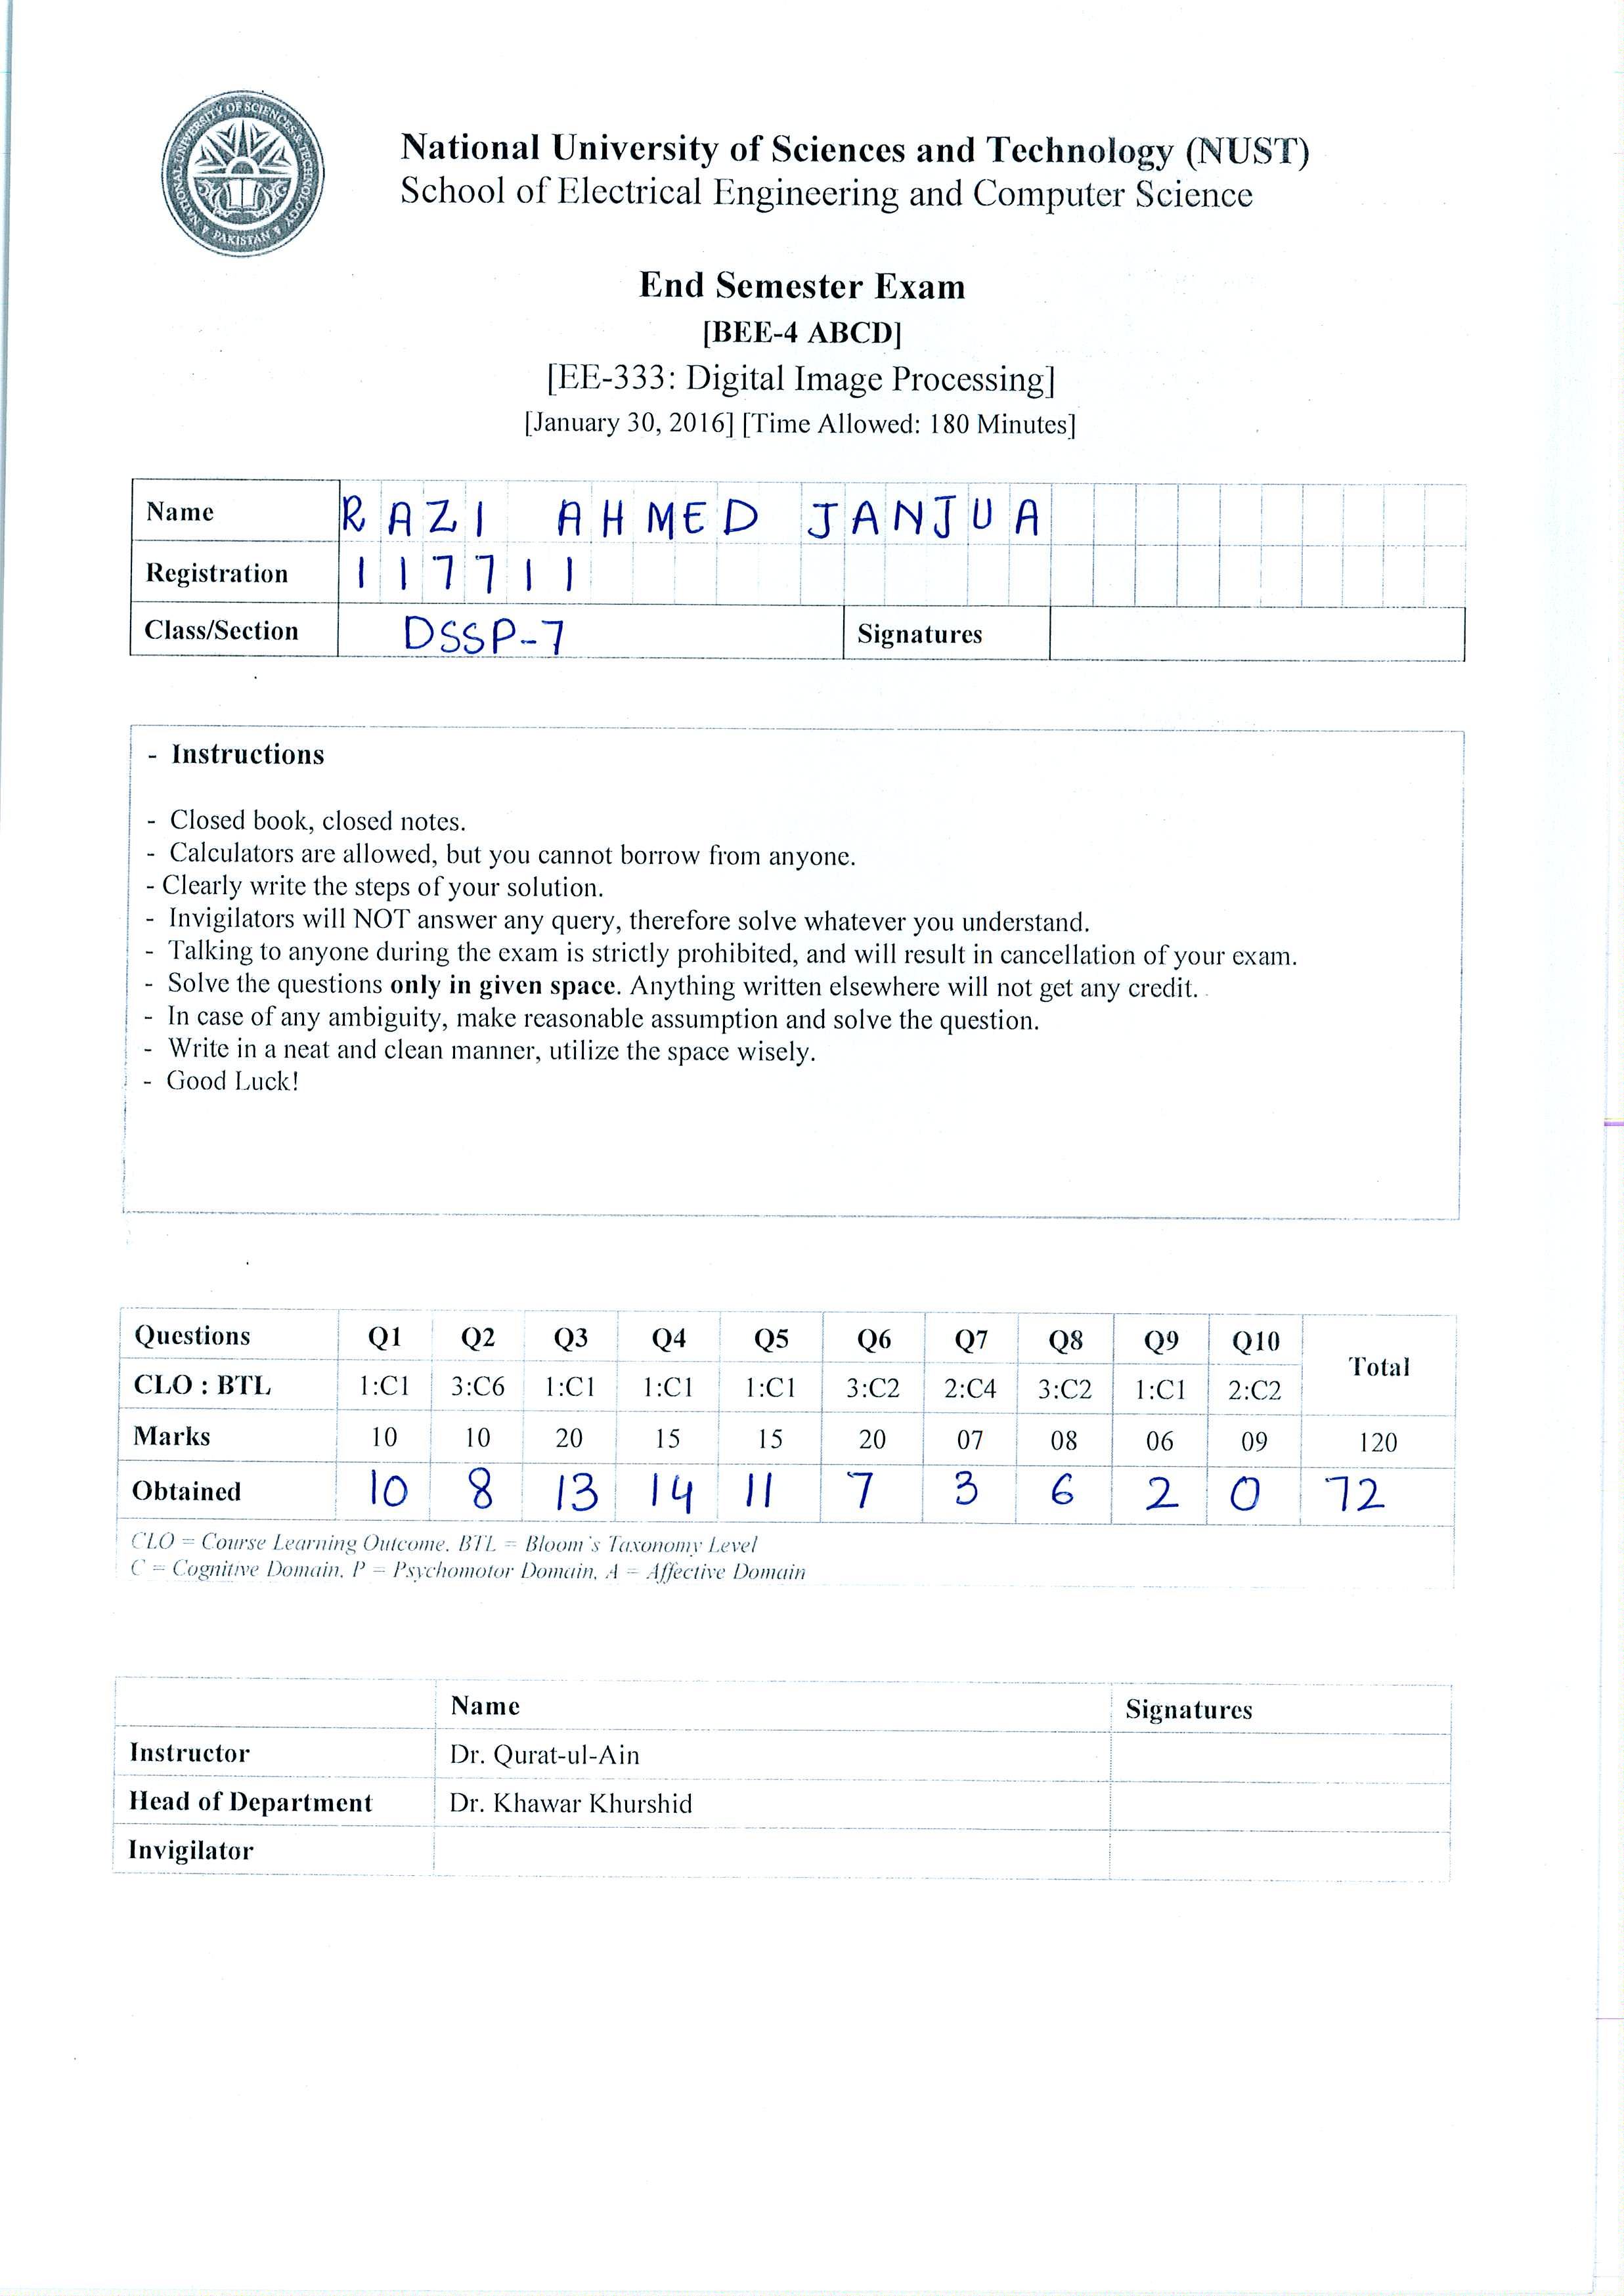 NATIONAL UNIVERSITY OF SCIENCES & TECHNOLOGY
PAKISTAN
National University of Sciences and Technology (NUST)
School of Electrical Engineering and Computer Science
End Semester Exam
[BEE-4 ABCD]
[EE-333: Digital Image Processing]
[January 30, 2016] [Time Allowed: 180 Minutes]
Name RAZI AHMED JANJUA
Registration 117711
Class/Section DSSP-7 Signatures
- Instructions
- Closed book, closed notes.
- Calculators are allowed, but you cannot borrow from anyone.
- Clearly write the steps of your solution.
- Invigilators will NOT answer any query, therefore solve whatever you understand.
- Talking to anyone during the exam is strictly prohibited, and will result in cancellation of your exam.
- Solve the questions only in given space. Anything written elsewhere will not get any credit.
- In case of any ambiguity, make reasonable assumption and solve the question.
- Write in a neat and clean manner, utilize the space wisely.
- Good Luck!
Questions Q1 Q2 Q3 Q4 Q5 Q6 Q7 Q8 Q9 Q10 Total
CLO : BTL 1:C1 3:C6 1:C1 1:C1 1:C1 3:C2 2:C4 3:C2 1:C1 2:C2
Marks 10 10 20 15 15 20 07 08 06 09 120
Obtained 10 8 13 14 11 7 3 6 2 0 72
CLO = Course Learning Outcome. BTL = Bloom's Taxonomy Level
C = Cognitive Domain, P = Psychomotor Domain, A = Affective Domain
Name Signatures
Instructor Dr. Qurat-ul-Ain
Head of Department Dr. Khawar Khurshid
Invigilator